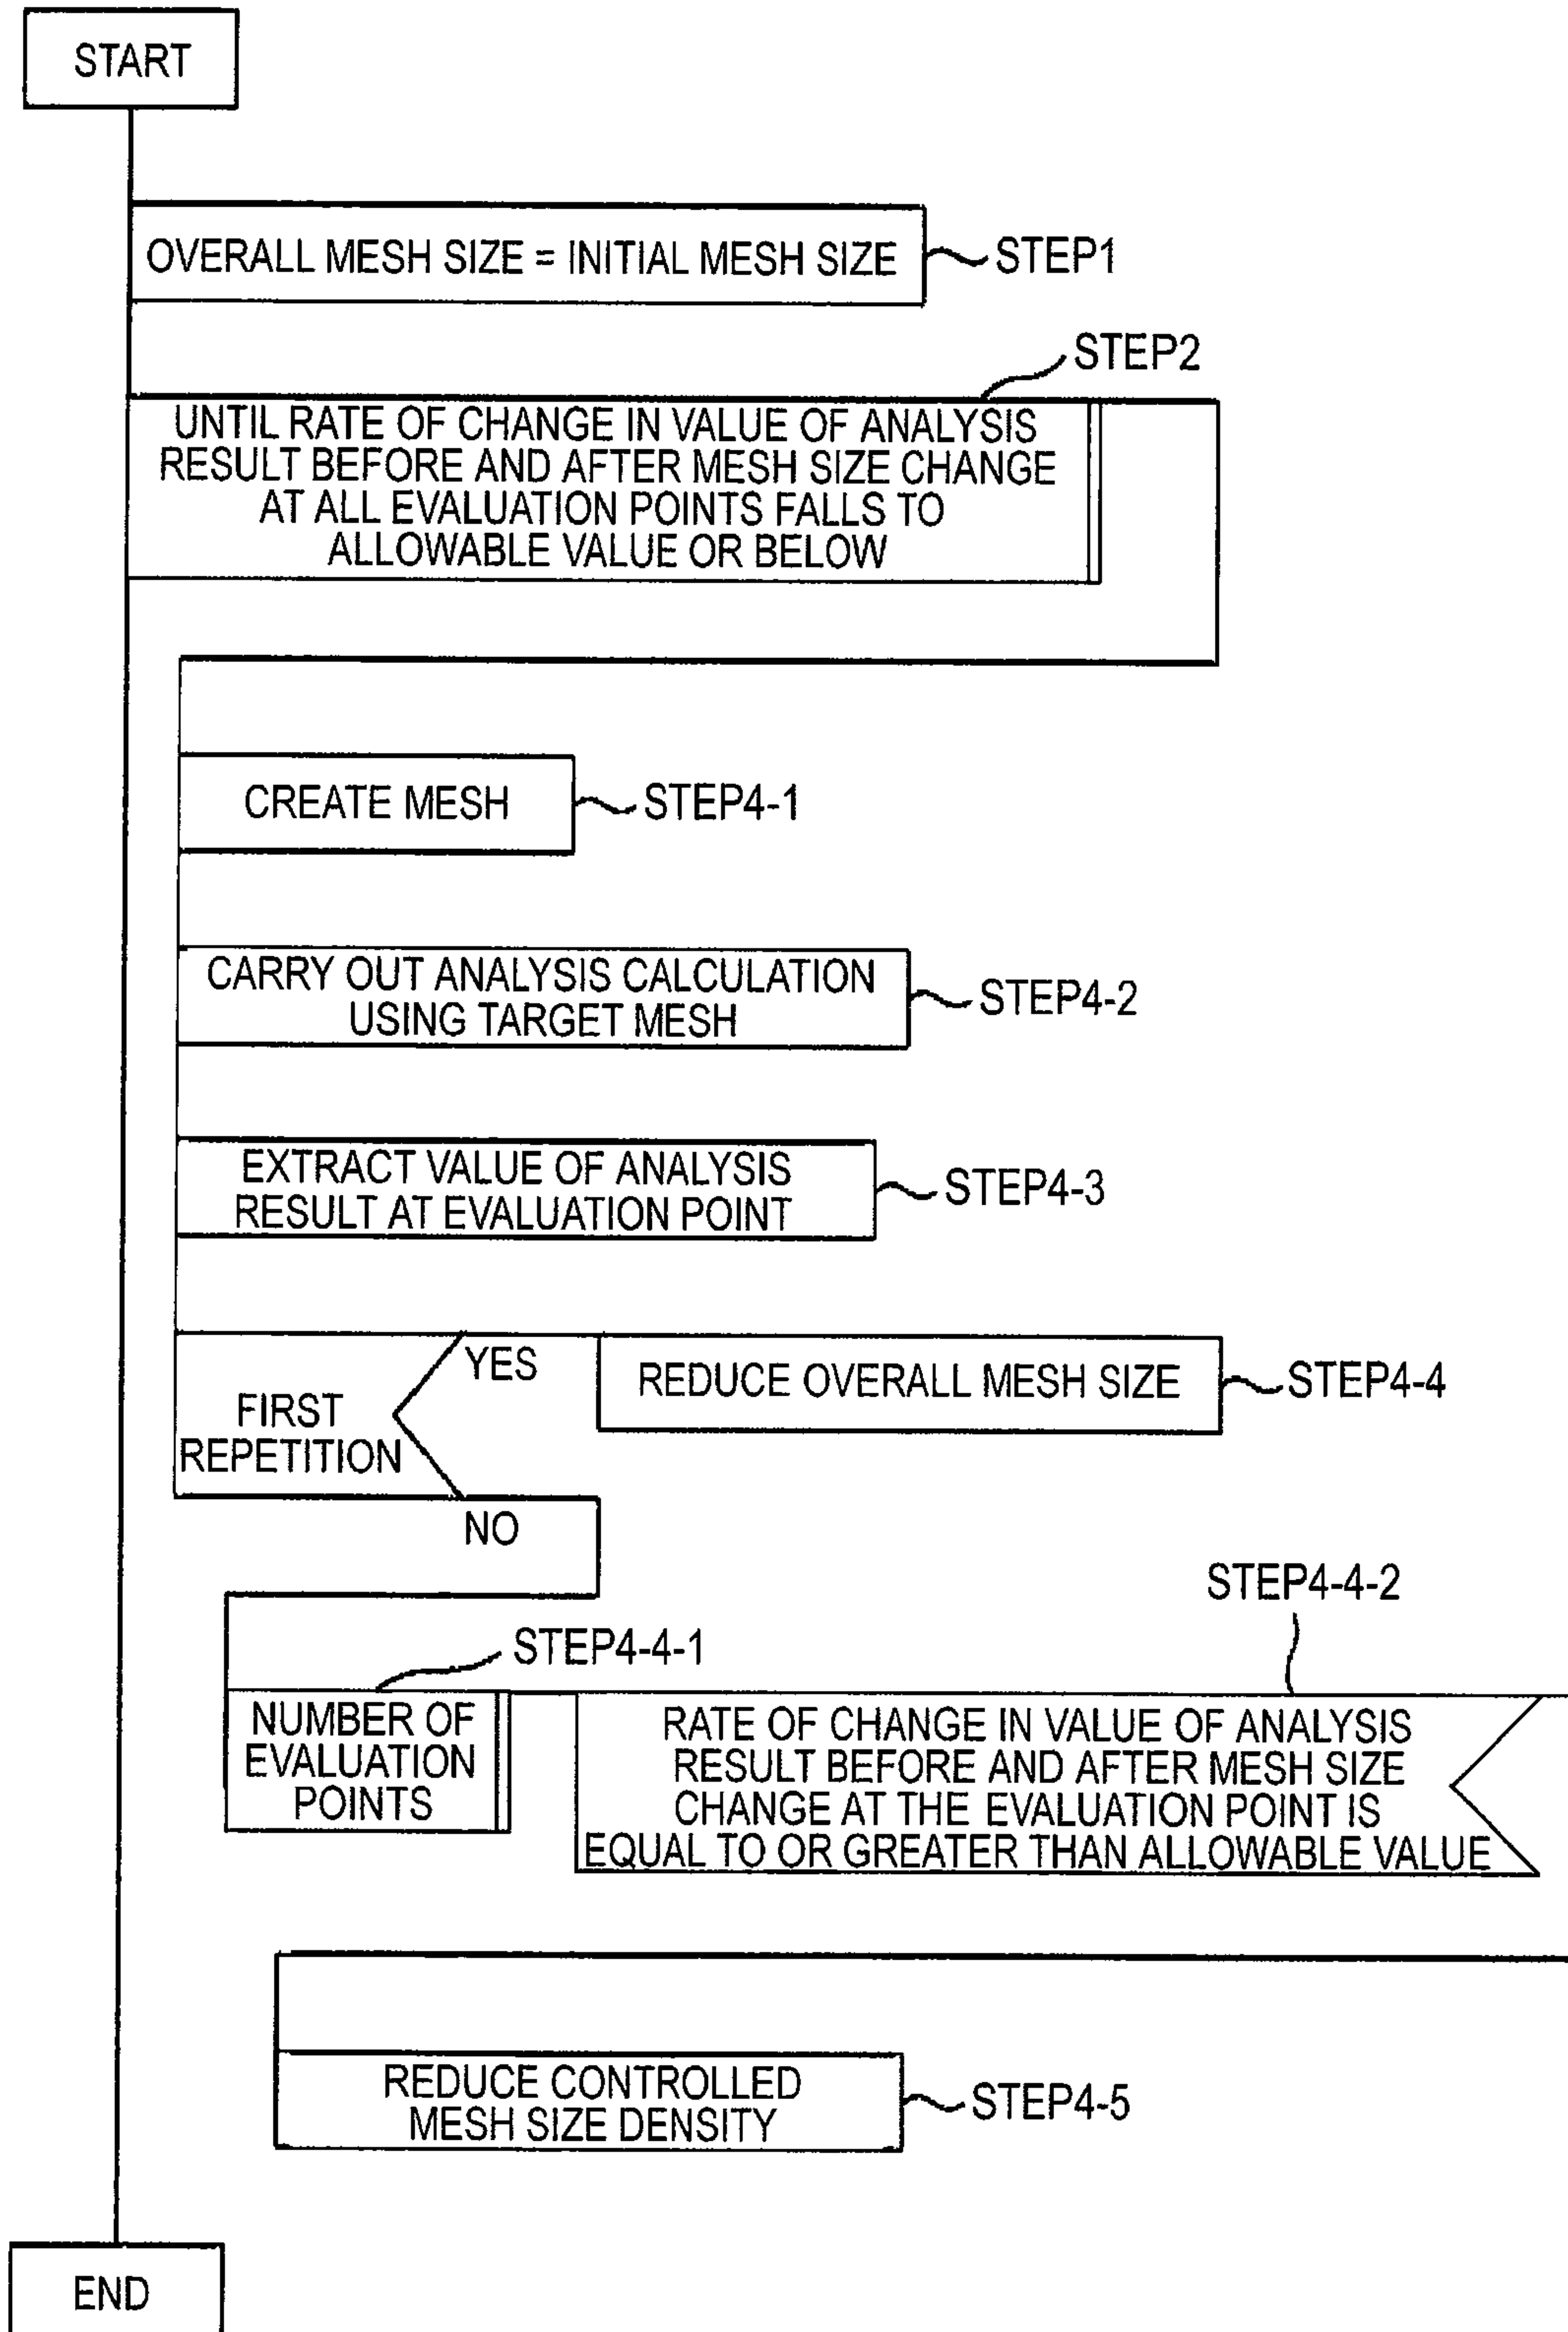 START
OVERALL MESH SIZE = INITIAL MESH SIZE
STEP1
STEP2
UNTIL RATE OF CHANGE IN VALUE OF ANALYSIS
RESULT BEFORE AND AFTER MESH SIZE CHANGE
AT ALL EVALUATION POINTS FALLS TO
ALLOWABLE VALUE OR BELOW
CREATE MESH
STEP4-1
CARRY OUT ANALYSIS CALCULATION
USING TARGET MESH
STEP4-2
EXTRACT VALUE OF ANALYSIS
RESULT AT EVALUATION POINT
STEP4-3
FIRST
REPETITION
YES
REDUCE OVERALL MESH SIZE
STEP4-4
NO
STEP4-4-1
NUMBER OF
EVALUATION
POINTS
STEP4-4-2
RATE OF CHANGE IN VALUE OF ANALYSIS
RESULT BEFORE AND AFTER MESH SIZE
CHANGE AT THE EVALUATION POINT IS
EQUAL TO OR GREATER THAN ALLOWABLE VALUE
REDUCE CONTROLLED
MESH SIZE DENSITY
STEP4-5
END